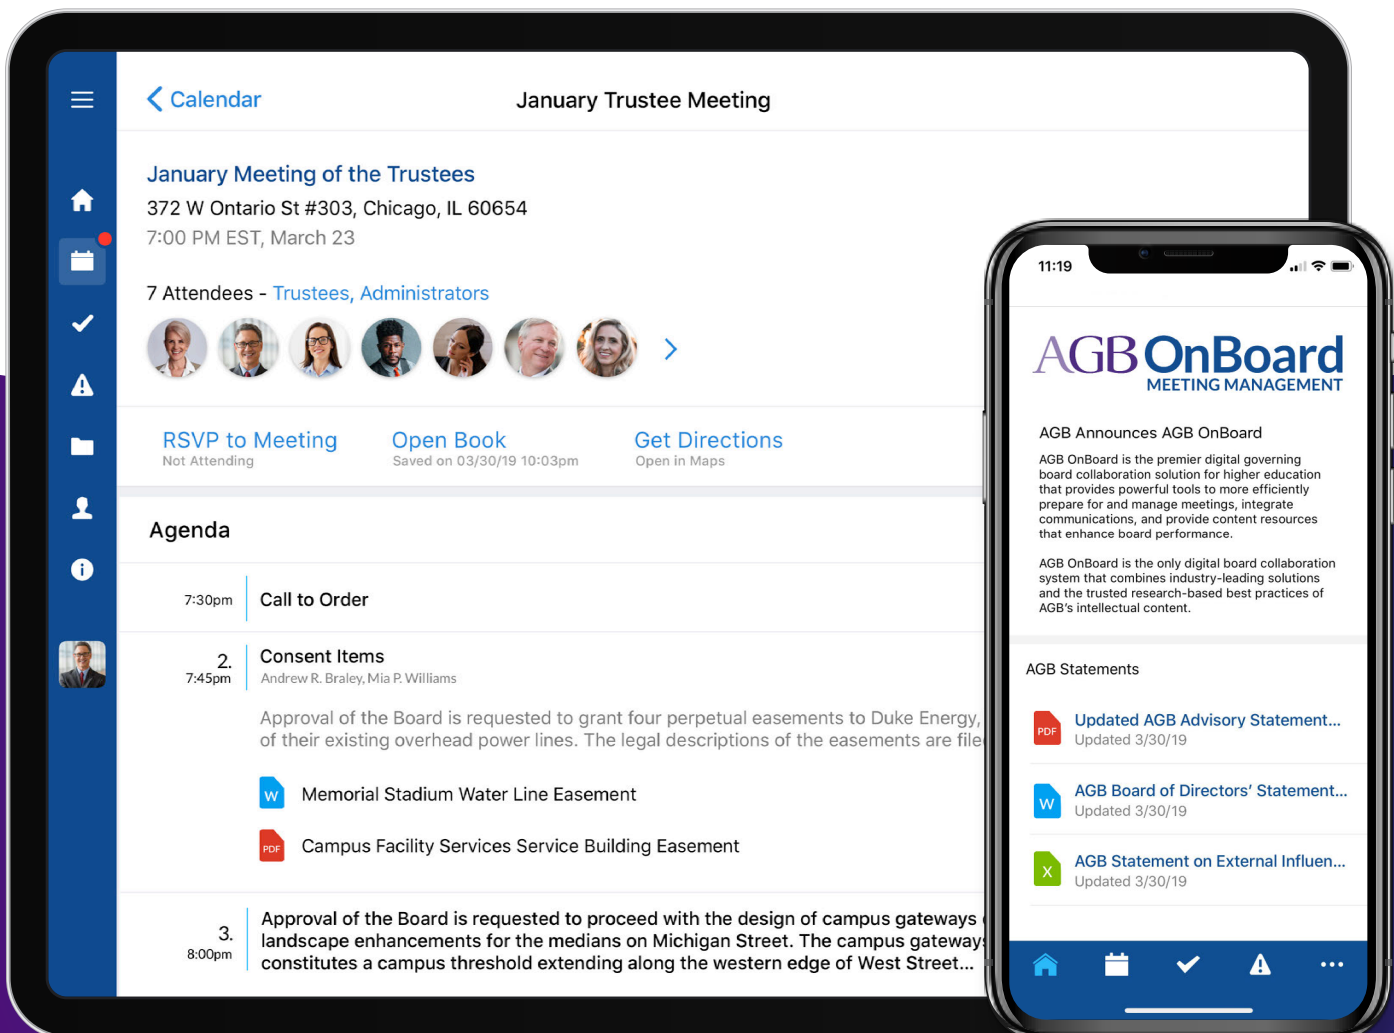 Calendar
January Trustee Meeting
January Meeting of the Trustees
372 W Ontario St #303, Chicago, IL 60654
7:00 PM EST, March 23
7 Attendees - Trustees, Administrators
RSVP to Meeting
Not Attending
Open Book
Saved on 03/30/19 10:03pm
Get Directions
Open in Maps
Agenda
7:30pm
Call to Order
2.
7:45pm
Consent Items
Andrew R. Braley, Mia P. Williams
Approval of the Board is requested to grant four perpetual easements to Duke Energy,
of their existing overhead power lines. The legal descriptions of the easements are file
W
Memorial Stadium Water Line Easement
PDF
Campus Facility Services Service Building Easement
3.
8:00pm
Approval of the Board is requested to proceed with the design of campus gateways
landscape enhancements for the medians on Michigan Street. The campus gateways
constitutes a campus threshold extending along the western edge of West Street...
11:19
AGB OnBoard
MEETING MANAGEMENT
AGB Announces AGB OnBoard
AGB OnBoard is the premier digital governing
board collaboration solution for higher education
that provides powerful tools to more efficiently
prepare for and manage meetings, integrate
communications, and provide content resources
that enhance board performance.
AGB OnBoard is the only digital board collaboration
system that combines industry-leading solutions
and the trusted research-based best practices of
AGB's intellectual content.
AGB Statements
PDF
Updated AGB Advisory Statement...
Updated 3/30/19
W
AGB Board of Directors' Statement...
Updated 3/30/19
X
AGB Statement on External Influen...
Updated 3/30/19